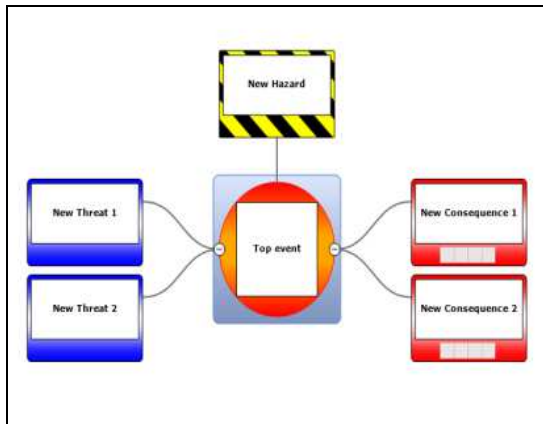 New Hazard
New Threat 1
Top event
New Consequence 1
New Threat 2
New Consequence 2